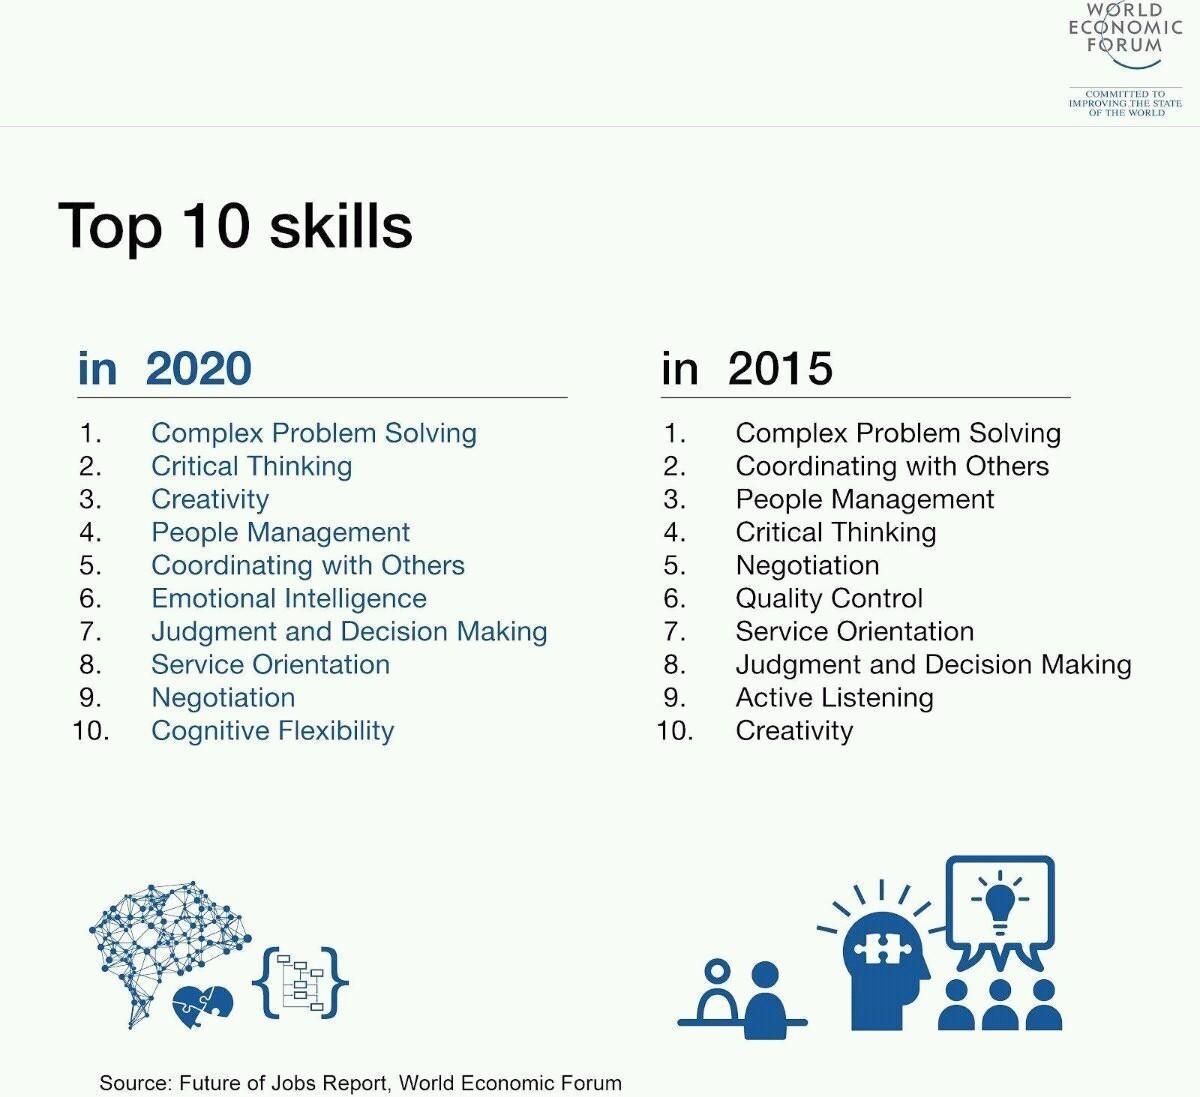 WORLD
ECONOMIC
FORUM
COMMITTED TO
IMPROVING THE STATE
OF THE WORLD
Top 10 skills
in 2020
1. Complex Problem Solving
2. Critical Thinking
3. Creativity
4. People Management
5. Coordinating with Others
6. Emotional Intelligence
7. Judgment and Decision Making
8. Service Orientation
9. Negotiation
10. Cognitive Flexibility
in 2015
1. Complex Problem Solving
2. Coordinating with Others
3. People Management
4. Critical Thinking
5. Negotiation
6. Quality Control
7. Service Orientation
8. Judgment and Decision Making
9. Active Listening
10. Creativity
Source: Future of Jobs Report, World Economic Forum